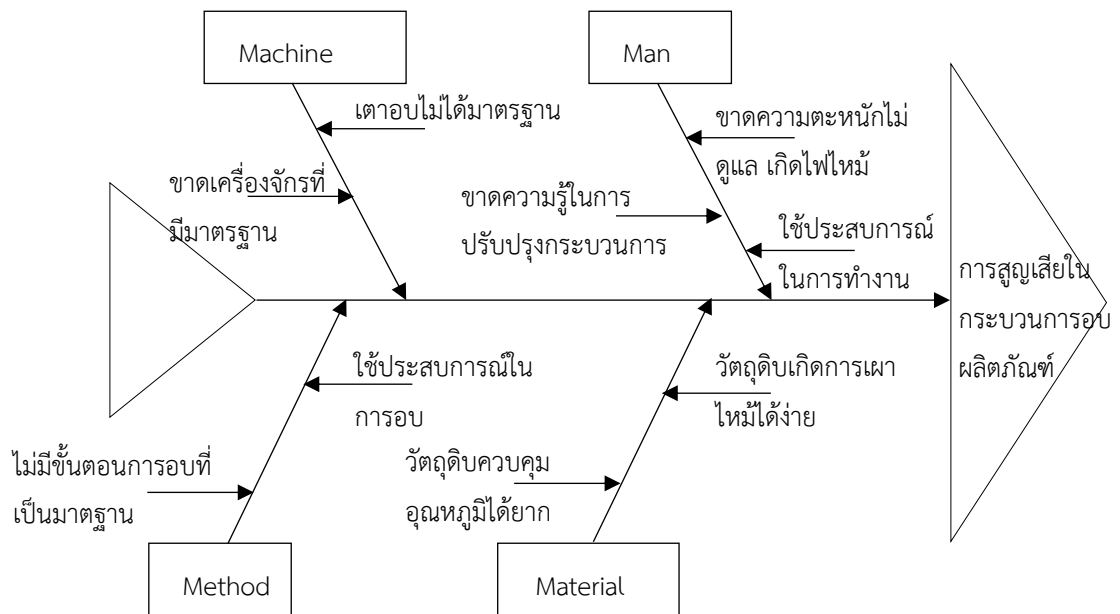 Machine
เตาอบไม่ได้มาตรฐาน
ขาดเครื่องจักรที่
มีมาตรฐาน
Man
ขาดความตะหนักไม่
ดูแล เกิดไฟไหม้
ขาดความรู้ในการ
ปรับปรุงกระบวนการ
ใช้ประสบการณ์
ในการทำงาน
การสูญเสียใน
กระบวนการอบ
ผลิตภัณฑ์
ใช้ประสบการณ์ใน
การอบ
ไม่มีขั้นตอนการอบที่
เป็นมาตฐาน
Method
วัตถุดิบเกิดการเผา
ไหม้ได้ง่าย
วัตถุดิบควบคุม
อุณหภูมิได้ยาก
Material